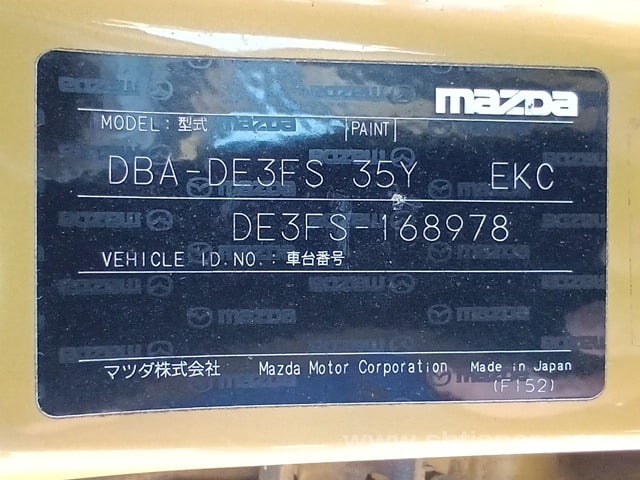 mazda
MODEL: 型式 PAINT
DBA-DE3FS 35Y EKC
DE3FS-168978
VEHICLE ID.NO.: 車台番号
マツダ株式会社 Mazda Motor Corporation Made in Japan
(F152)